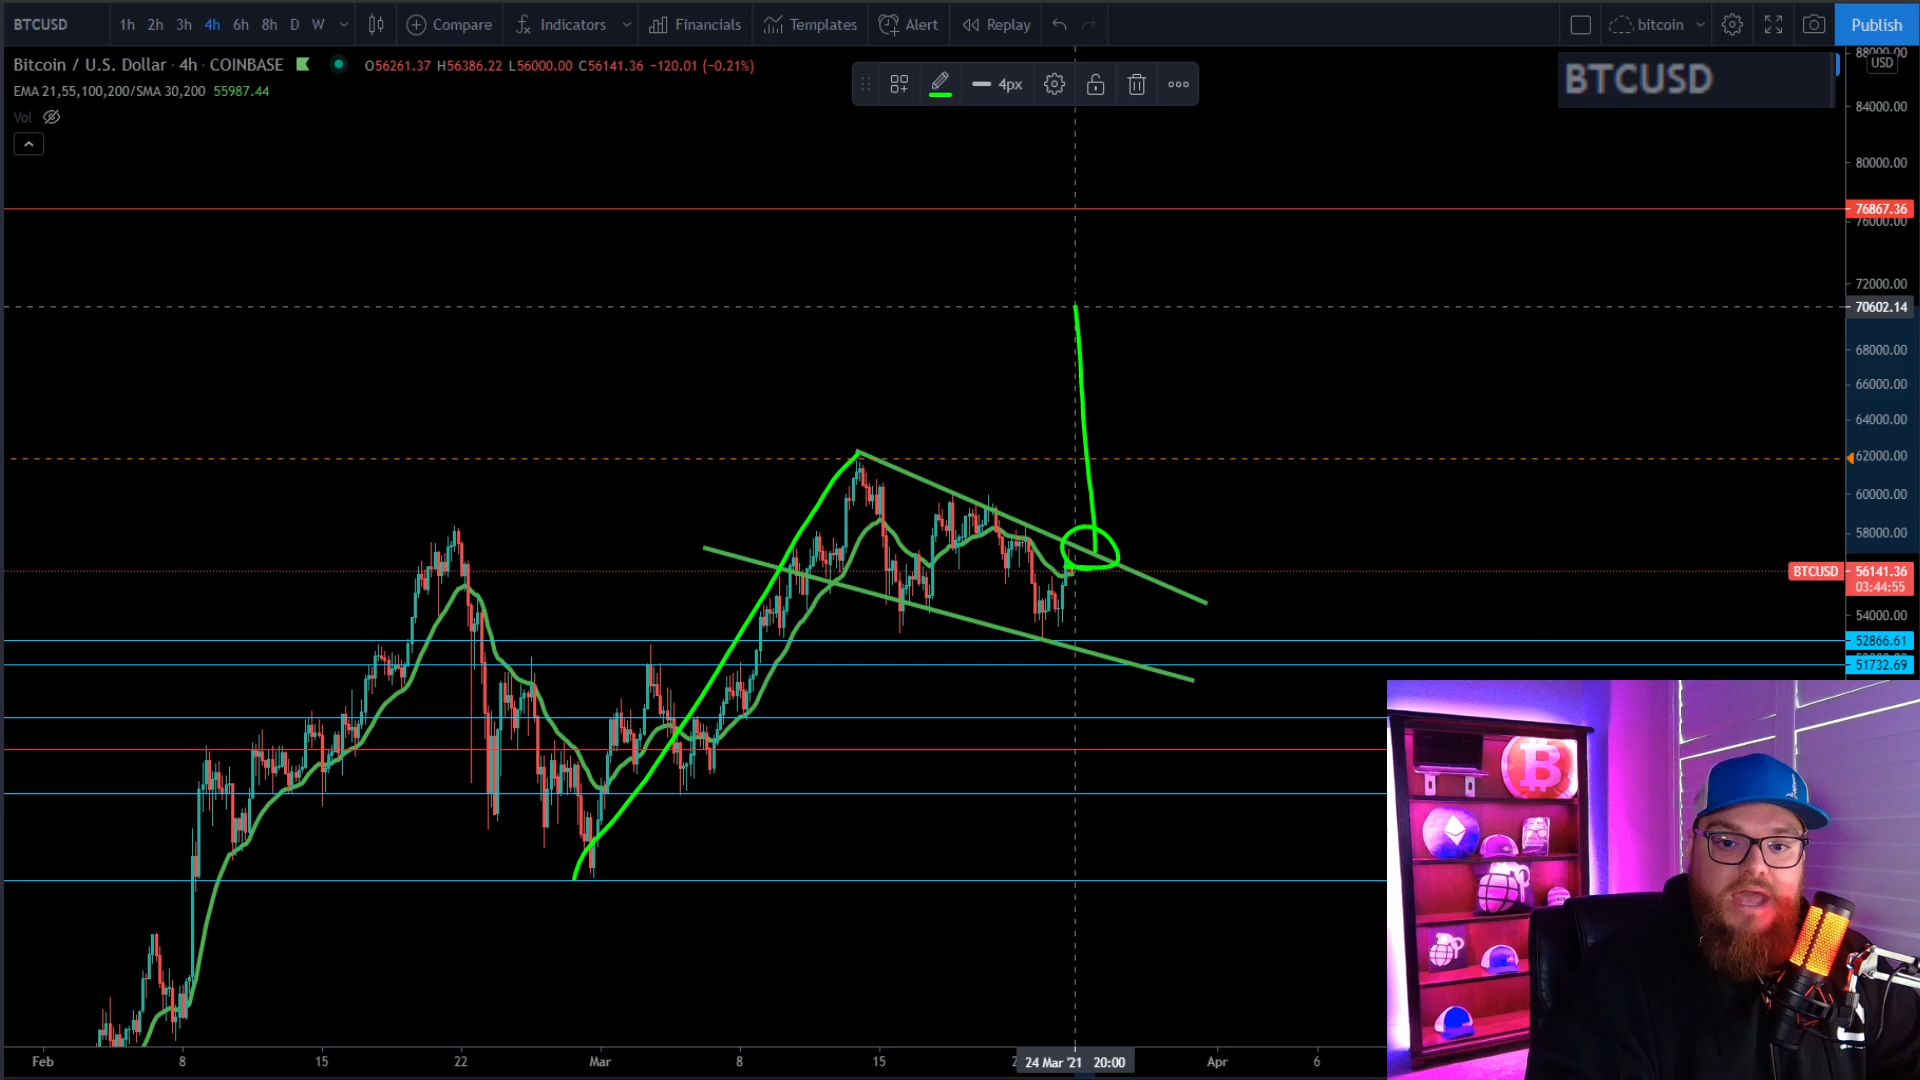 BTCUSD 1h 2h 3h 4h 6h 8h D W Compare Indicators Financials Templates Alert Replay bitcoin Publish
Bitcoin / U.S. Dollar · 4h · COINBASE O56261.37 H56386.22 L56000.00 C56141.36 −120.01 (−0.21%)
EMA 21,55,100,200/SMA 30,200 55987.44
Vol
4px
BTCUSD
88000.00
USD
84000.00
80000.00
76867.36
76000.00
72000.00
70602.14
68000.00
66000.00
64000.00
62000.00
60000.00
58000.00
BTCUSD 56141.36
03:44:55
54000.00
52866.61
51732.69
Feb 8 15 22 Mar 8 15 24 Mar '21 20:00 Apr 6